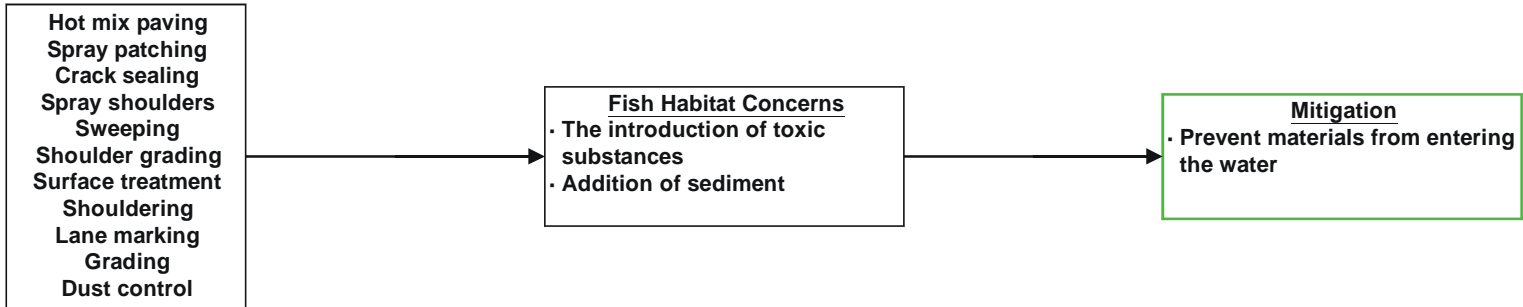 Hot mix paving
Spray patching
Crack sealing
Spray shoulders
Sweeping
Shoulder grading
Surface treatment
Shouldering
Lane marking
Grading
Dust control
Fish Habitat Concerns
· The introduction of toxic
substances
· Addition of sediment
Mitigation
· Prevent materials from entering
the water